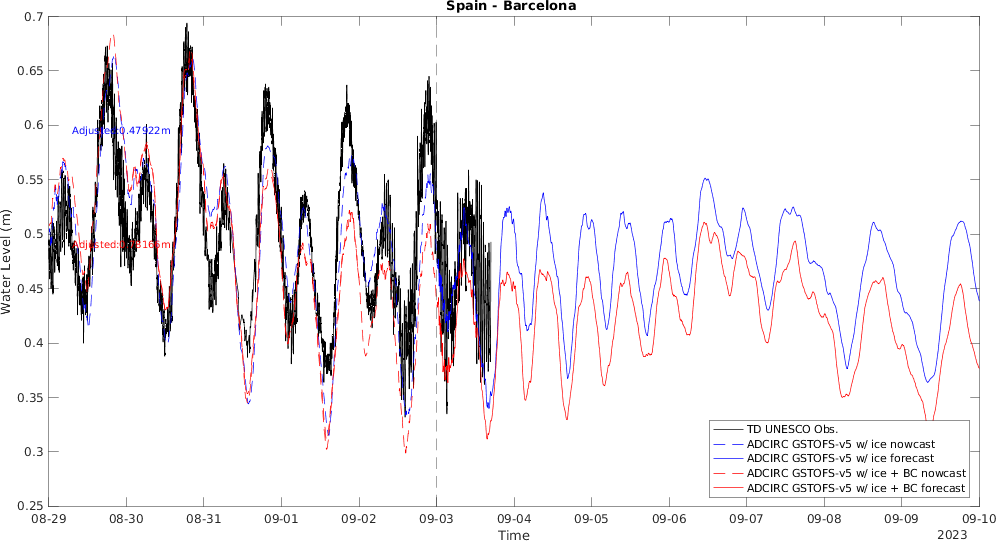 Spain - Barcelona
0.7
0.65
0.6
0.55
0.5
0.45
0.4
0.35
0.3
0.25
Water Level (m)
Adjusted:0.47922m
08-29
08-30
08-31
09-01
09-02
09-03
09-04
09-05
09-06
09-07
09-08
09-09
09-10
Time
2023
TD UNESCO Obs.
ADCIRC GSTOFS-v5 w/ ice nowcast
ADCIRC GSTOFS-v5 w/ ice forecast
ADCIRC GSTOFS-v5 w/ ice + BC nowcast
ADCIRC GSTOFS-v5 w/ ice + BC forecast